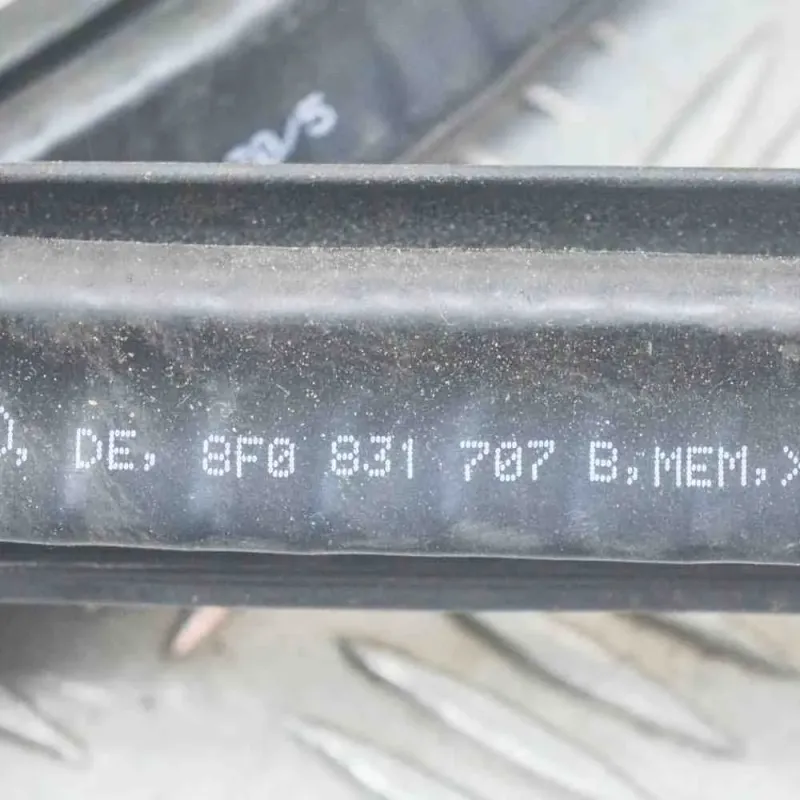 DE, 8F0 831 707 B,MEM,